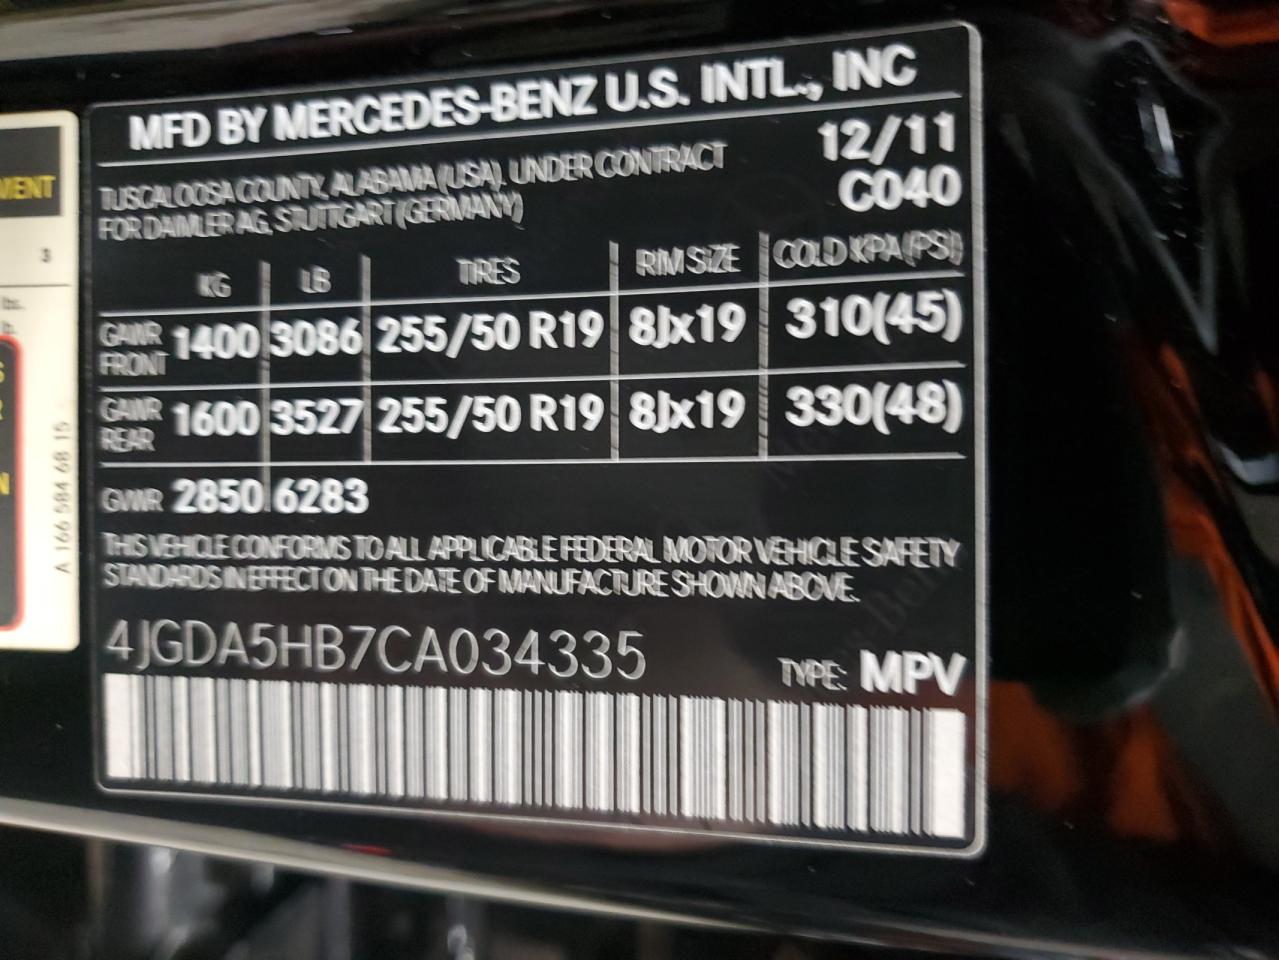 MFD BY MERCEDES-BENZ U.S. INTL., INC
TUSCALOOSA COUNTY, ALABAMA (USA), UNDER CONTRACT
FOR DAIMLER AG, STUTTGART (GERMANY)
12/11
C040
KG LB TIRES RIM SIZE COLD KPA (PSI)
GAWR FRONT 1400 3086 255/50 R19 8Jx19 310(45)
GAWR REAR 1600 3527 255/50 R19 8Jx19 330(48)
GVWR 2850 6283
THIS VEHICLE CONFORMS TO ALL APPLICABLE FEDERAL MOTOR VEHICLE SAFETY
STANDARDS IN EFFECT ON THE DATE OF MANUFACTURE SHOWN ABOVE.
4JGDA5HB7CA034335
TYPE: MPV
3
lbs.
A 166 584 68 15